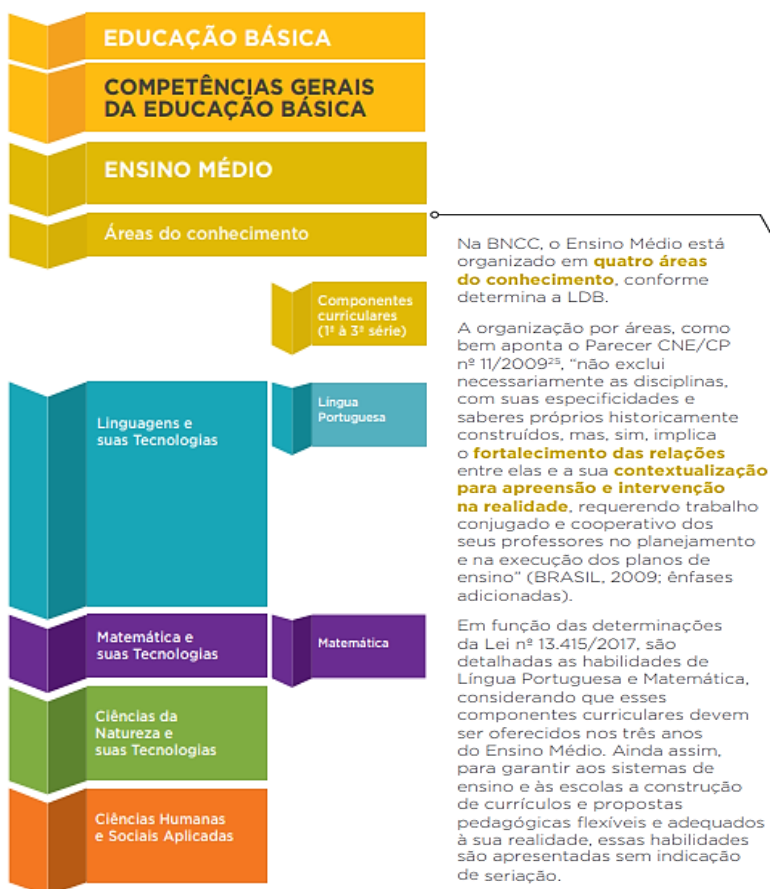 EDUCAÇÃO BÁSICA
COMPETÊNCIAS GERAIS
DA EDUCAÇÃO BÁSICA
ENSINO MÉDIO
Áreas do conhecimento
Componentes
curriculares
(1ª à 3ª série)
Linguagens e
suas Tecnologias
Língua
Portuguesa
Matemática e
suas Tecnologias
Matemática
Ciências da
Natureza e
suas Tecnologias
Ciências Humanas
e Sociais Aplicadas
Na BNCC, o Ensino Médio está
organizado em quatro áreas
do conhecimento, conforme
determina a LDB.
A organização por áreas, como
bem aponta o Parecer CNE/CP
nº 11/2009²⁵, “não exclui
necessariamente as disciplinas,
com suas especificidades e
saberes próprios historicamente
construídos, mas, sim, implica
o fortalecimento das relações
entre elas e a sua contextualização
para apreensão e intervenção
na realidade, requerendo trabalho
conjugado e cooperativo dos
seus professores no planejamento
e na execução dos planos de
ensino” (BRASIL, 2009; ênfases
adicionadas).
Em função das determinações
da Lei nº 13.415/2017, são
detalhadas as habilidades de
Língua Portuguesa e Matemática,
considerando que esses
componentes curriculares devem
ser oferecidos nos três anos
do Ensino Médio. Ainda assim,
para garantir aos sistemas de
ensino e às escolas a construção
de currículos e propostas
pedagógicas flexíveis e adequados
à sua realidade, essas habilidades
são apresentadas sem indicação
de seriação.